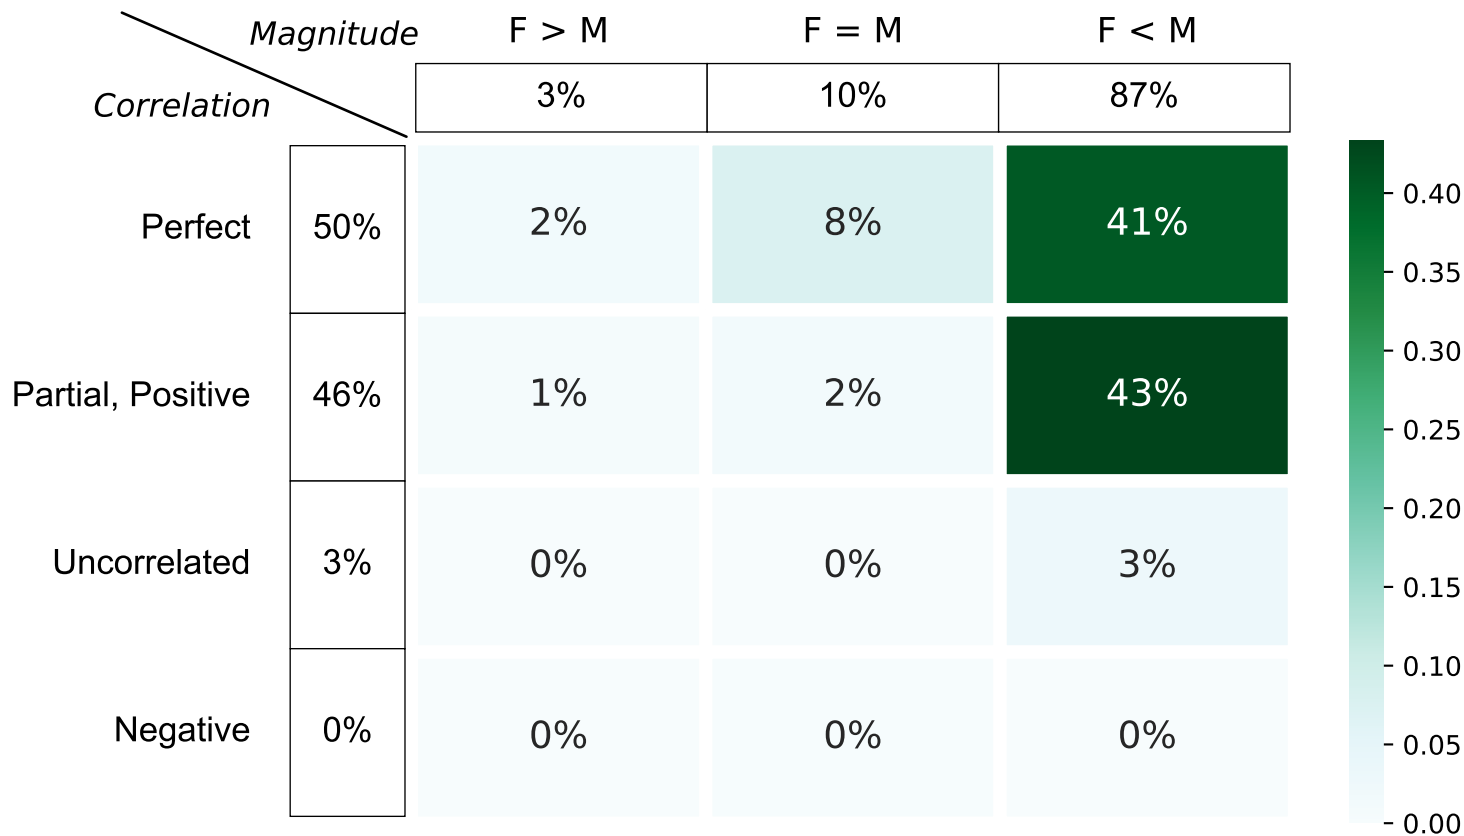 Magnitude F > M F = M F < M
Correlation 3% 10% 87%
Perfect 50% 2% 8% 41%
Partial, Positive 46% 1% 2% 43%
Uncorrelated 3% 0% 0% 3%
Negative 0% 0% 0% 0%
0.40
0.35
0.30
0.25
0.20
0.15
0.10
0.05
0.00